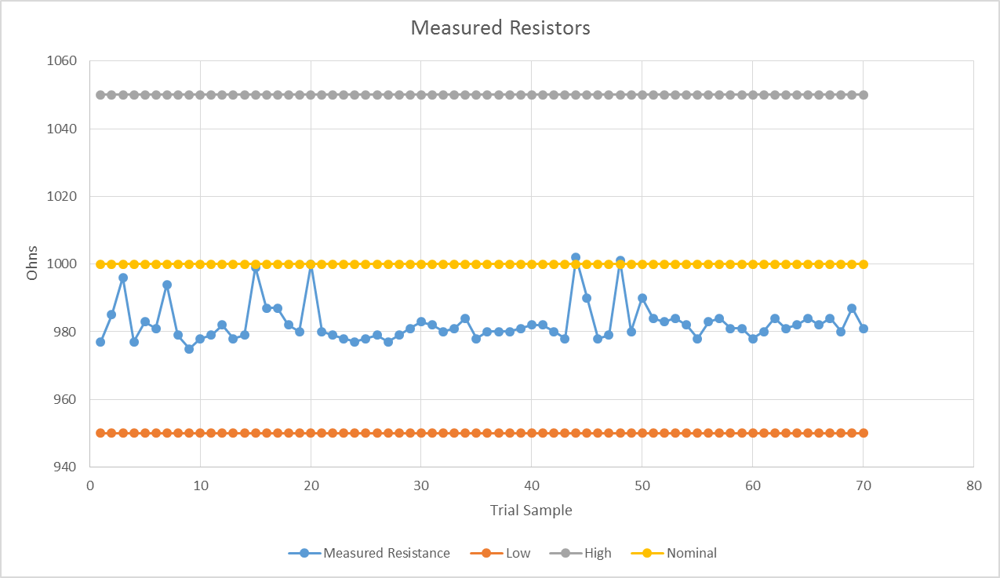 Measured Resistors
1060
1040
1020
1000
980
960
940
Ohns
0 10 20 30 40 50 60 70 80
Trial Sample
Measured Resistance Low High Nominal